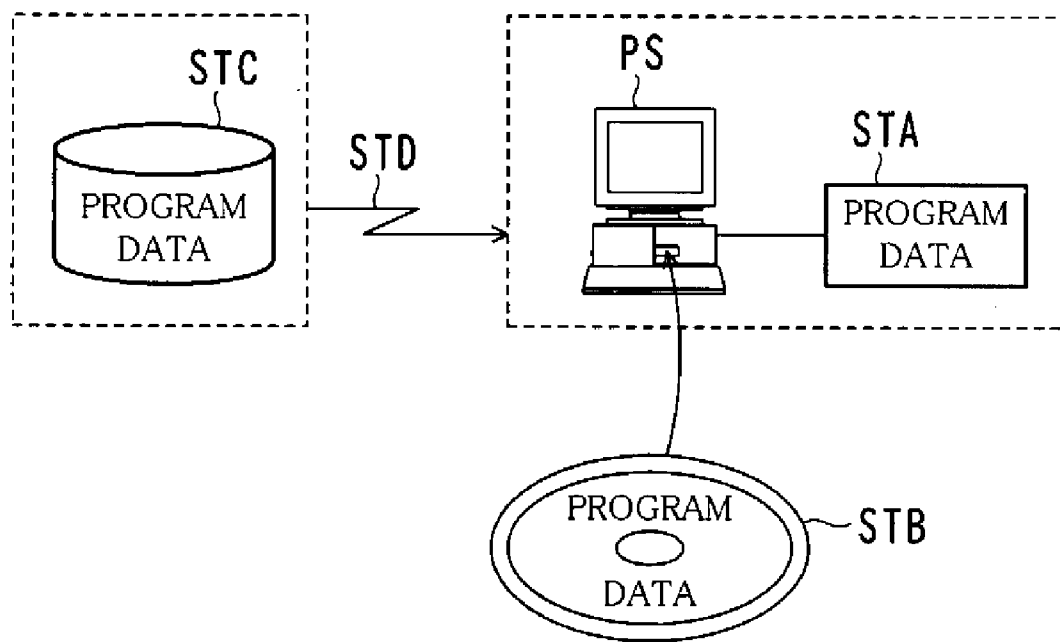 STC
PROGRAM
DATA
STD
PS
STA
PROGRAM
DATA
PROGRAM
DATA
STB